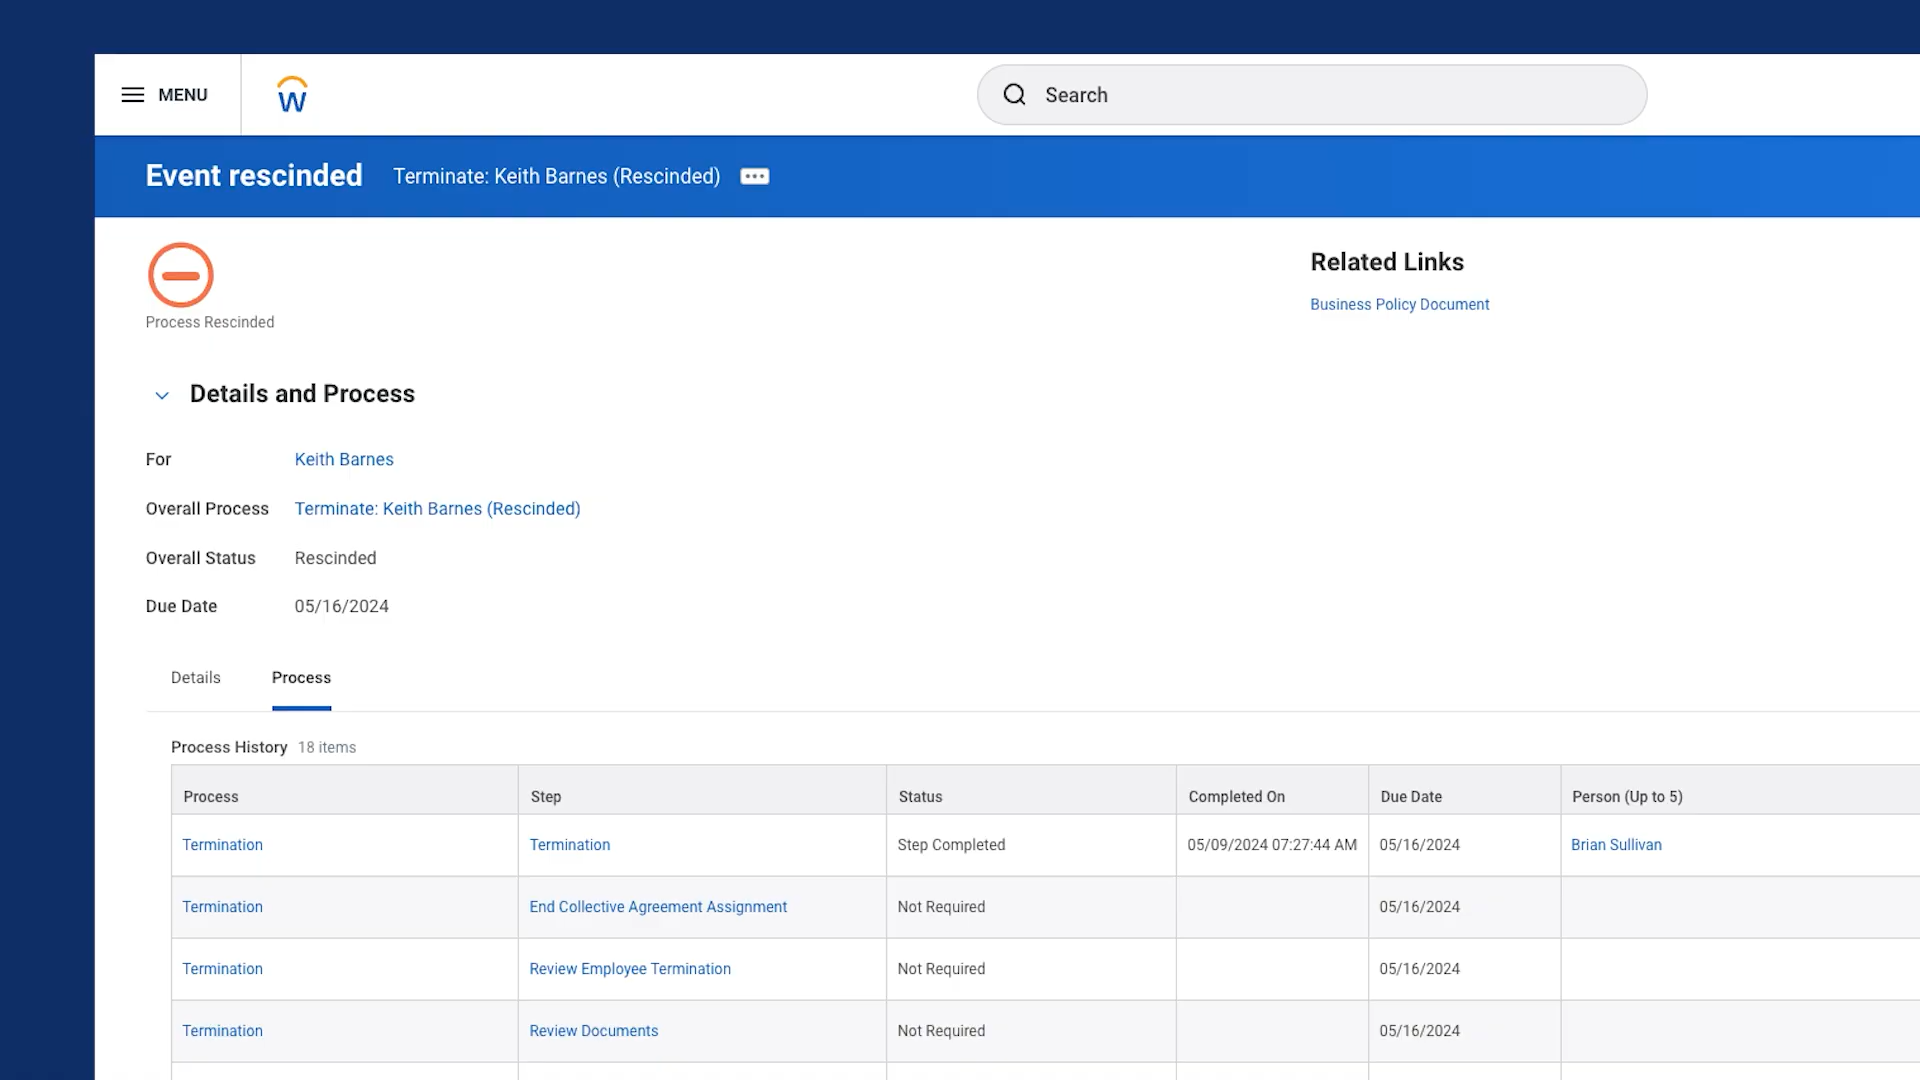 MENU
W
Search
Event rescinded Terminate: Keith Barnes (Rescinded)
Process Rescinded
Related Links
Business Policy Document
Details and Process
For Keith Barnes
Overall Process Terminate: Keith Barnes (Rescinded)
Overall Status Rescinded
Due Date 05/16/2024
Details Process
Process History 18 items
Process Step Status Completed On Due Date Person (Up to 5)
Termination Termination Step Completed 05/09/2024 07:27:44 AM 05/16/2024 Brian Sullivan
Termination End Collective Agreement Assignment Not Required 05/16/2024
Termination Review Employee Termination Not Required 05/16/2024
Termination Review Documents Not Required 05/16/2024